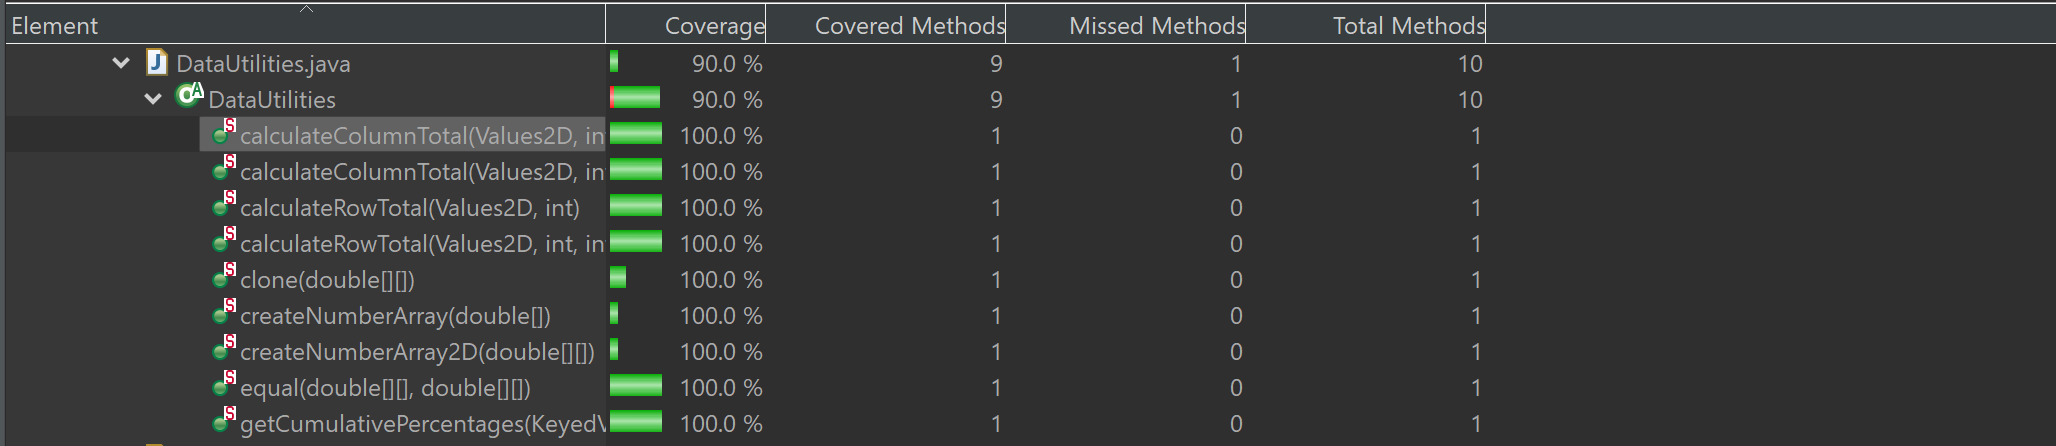 Element Coverage Covered Methods Missed Methods Total Methods
J DataUtilities.java 90.0 % 9 1 10
C A DataUtilities 90.0 % 9 1 10
S calculateColumnTotal(Values2D, in 100.0 % 1 0 1
S calculateColumnTotal(Values2D, in 100.0 % 1 0 1
S calculateRowTotal(Values2D, int) 100.0 % 1 0 1
S calculateRowTotal(Values2D, int, in 100.0 % 1 0 1
S clone(double[][]) 100.0 % 1 0 1
S createNumberArray(double[]) 100.0 % 1 0 1
S createNumberArray2D(double[][]) 100.0 % 1 0 1
S equal(double[][], double[][]) 100.0 % 1 0 1
S getCumulativePercentages(KeyedV 100.0 % 1 0 1